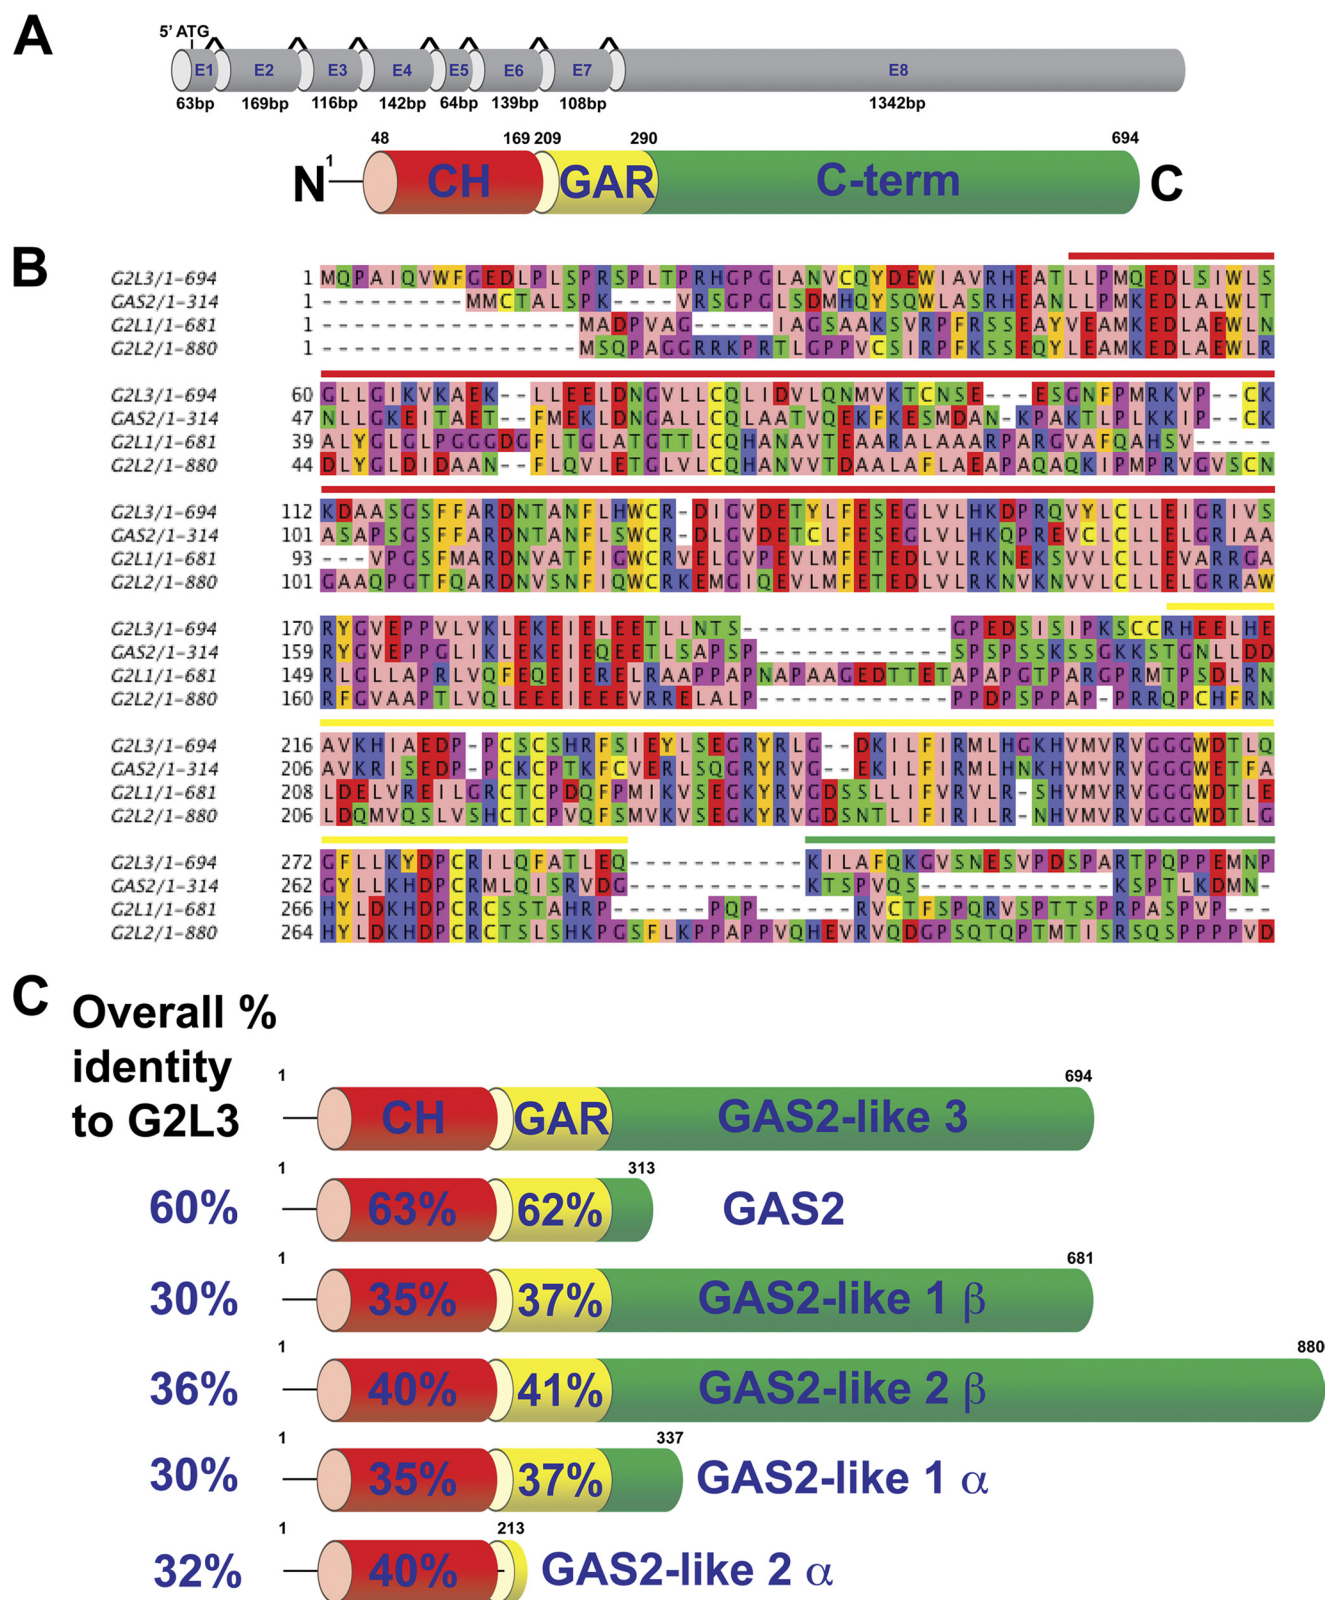 A
5' ATG
E1 E2 E3 E4 E5 E6 E7 E8
63bp 169bp 116bp 142bp 64bp 139bp 108bp 1342bp
48 169 209 290 694
N 1 CH GAR C-term C
B
G2L3/1-694 1 MQPAIQVWFGEDLPLSPRSPLTPRHGPGLANVCQYDEWIAVRHEATLLPMQEDLSIWLS
GAS2/1-314 1 ---------MMCTALSPK----VRSGPGLSDMHQYSQWLASRHEANLLPMKEDLALWLT
G2L1/1-681 1 ----------------MADPVAG-----IAGSAAKSVRPFRSSEAYVEAMKEDLAEWLN
G2L2/1-880 1 ----------------MSQPAGGRRKPRTLGPPVCSIRPFKSSEQYLEAMKEDLAEWLR
G2L3/1-694 60 GLLGIKVKAEK--LLEELDNGVLLCQLIDVLQNMVKTCNSE---ESGNFPMRKVP--CK
GAS2/1-314 47 NLLGKEITAET--FMEKLDNGALLCQLAATVQEKFKESMDAN-KPAKTLPLKKIP--CK
G2L1/1-681 39 ALYGLGLPGGGDGFLTGLATGTTLCQHANAVTEAARALAAARPARGVAFQAHSV-----
G2L2/1-880 44 DLYGLDIDAAN--FLQVLETGLVLCQHANVVTDAALAFLAEAPAQAQKIPMPRVGVSCN
G2L3/1-694 112 KDAASGSFFARDNTANFLHWCR-DIGVDETYLFESEGLVLHKDPRQVYLCLLEIGRIVS
GAS2/1-314 101 ASAPSGSFFARDNTANFLSWCR-DLGVDETCLFESEGLVLHKQPREVCLCLLELGRIAA
G2L1/1-681 93 ---VPGSFMARDNVATFIGWCRVELGVPEVLMFETEDLVLRKNEKSVVLCLLEVARRGA
G2L2/1-880 101 GAAQPGTFQARDNVSNFIQWCRKEMGIQEVLMFETEDLVLRKNVKNVVLCLLELGRRAW
G2L3/1-694 170 RYGVEPPVLVKLEKEIELEETLLNTS-------------GPEDSISIPKSCCRHEELHE
GAS2/1-314 159 RYGVEPPGLIKLEKEIEQEETLSAPSP------------SPSPSSKSSGKKSTGNLLDD
G2L1/1-681 149 RLGLLAPRLVQFEQEIERELRAAPPAPNAPAAGEDTTETAPAPGTPARGPRMTPSDLRN
G2L2/1-880 160 RFGVAAPTLVQLEEEIEEEVRRELALP------------PPDPSPPAP-PRRQPCHFRN
G2L3/1-694 216 AVKHIAEDP-PCSCSHRFSIEYLSEGRYRLG--DKILFIRMLHGKHVMVRVGGGWDTLQ
GAS2/1-314 206 AVKRISEDP-PCKCPTKFCVERLSQGRYRVG--EKILFIRMLHNKHVMVRVGGGWETFA
G2L1/1-681 208 LDELVREILGRCTCPDQFPMIKVSEGKYRVGDSSLLIFVRVLR-SHVMVRVGGGWDTLE
G2L2/1-880 206 LDQMVQSLVSHCTCPVQFSMVKVSEGKYRVGDSNTLIFIRILR-NHVMVRVGGGWDTLG
G2L3/1-694 272 GFLLKYDPCRILQFATLEQ-----------KILAFQKGVSNESVPDSPARTPQPPEMNP
GAS2/1-314 262 GYLLKHDPCRMLQISRVDG-----------KTSPVQS------------KSPTLKDMN-
G2L1/1-681 266 HYLDKHDPCRCSSTAHRP------PQP------RVCTFSPQRVSPTTSPRPASPVP---
G2L2/1-880 264 HYLDKHDPCRCTSLSHKPGSFLKPPAPPVQHEVRVQDGPSQTQPTMTISRSQSPPPPVD
C
Overall %
identity
to G2L3
1 694
CH GAR GAS2-like 3
1 313
60% 63% 62% GAS2
1 681
30% 35% 37% GAS2-like 1 β
1 880
36% 40% 41% GAS2-like 2 β
1 337
30% 35% 37% GAS2-like 1 α
1 213
32% 40% GAS2-like 2 α